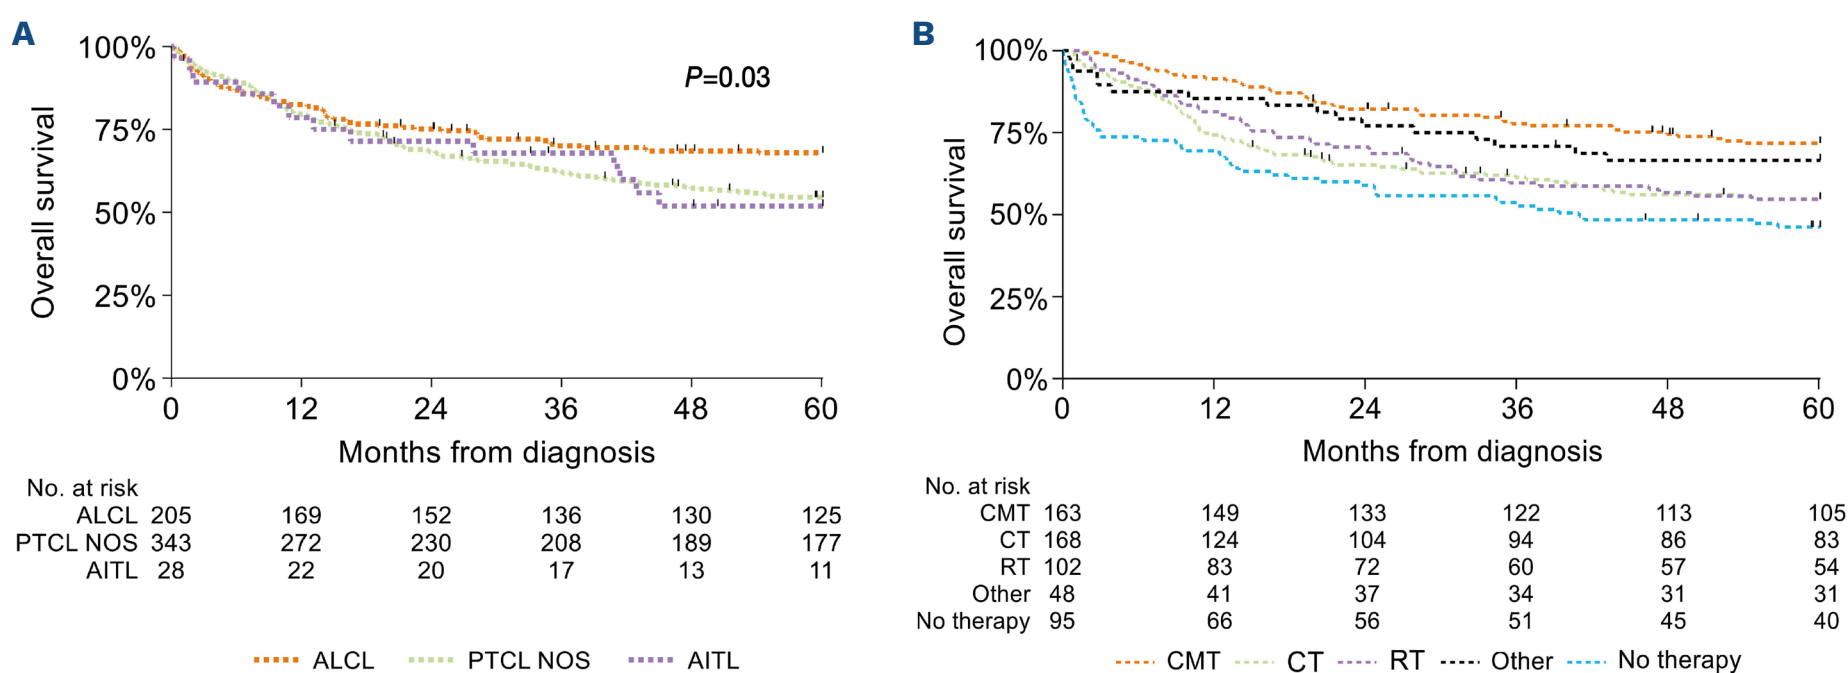 A
100%
75%
50%
25%
0%
Overall survival
P=0.03
0 12 24 36 48 60
Months from diagnosis
No. at risk
ALCL 205 169 152 136 130 125
PTCL NOS 343 272 230 208 189 177
AITL 28 22 20 17 13 11
ALCL PTCL NOS AITL
B
100%
75%
50%
25%
0%
Overall survival
0 12 24 36 48 60
Months from diagnosis
No. at risk
CMT 163 149 133 122 113 105
CT 168 124 104 94 86 83
RT 102 83 72 60 57 54
Other 48 41 37 34 31 31
No therapy 95 66 56 51 45 40
CMT CT RT Other No therapy